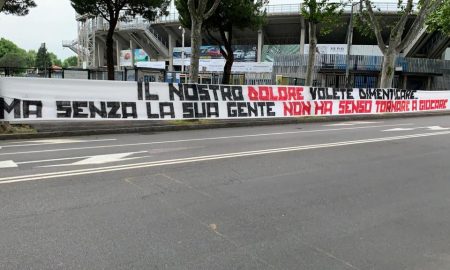 IL NOSTRO DOLORE VOLETE DIMENTICARE
MA SENZA LA SUA GENTE NON HA SENSO TORNARE A GIOCARE